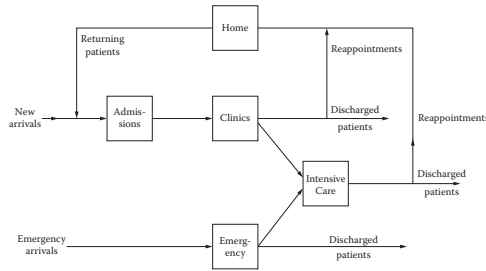 Home
Returning
patients
Reappointments
New
arrivals
Admis-
sions
Clinics
Discharged
patients
Reappointments
Intensive
Care
Discharged
patients
Emergency
arrivals
Emerg-
ency
Discharged
patients